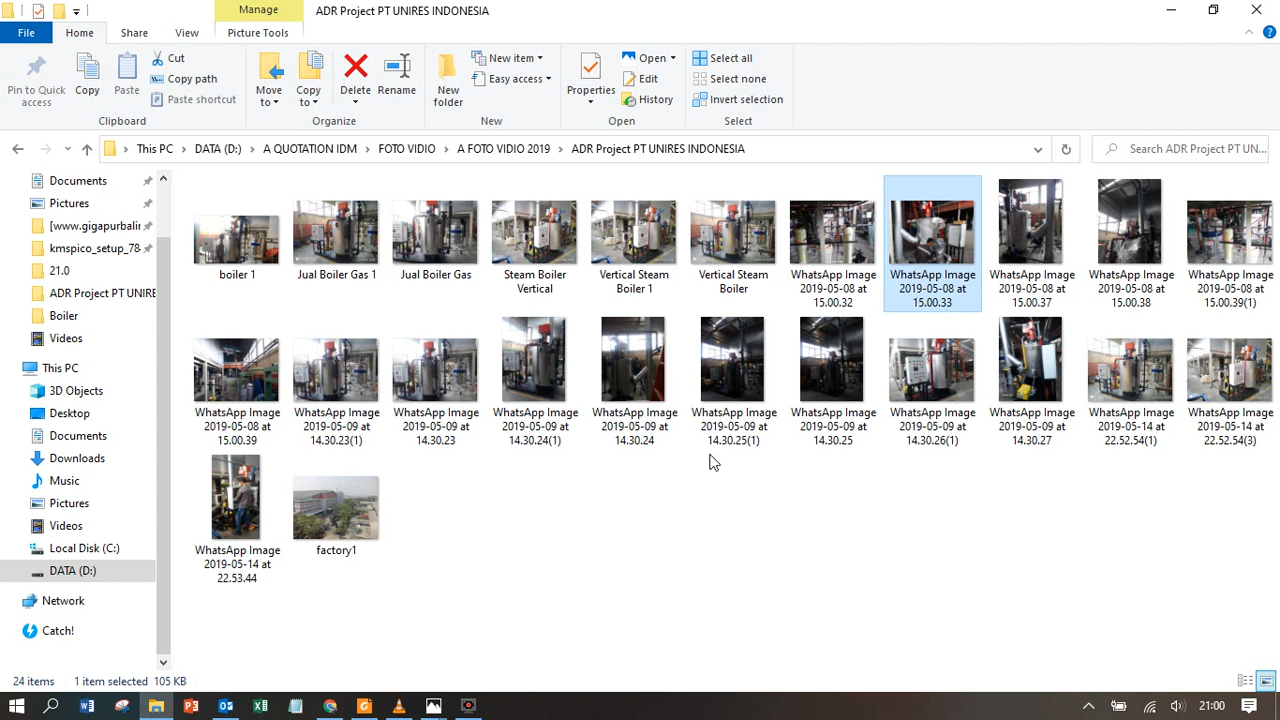 Manage
ADR Project PT UNIRES INDONESIA
File
Home
Share
View
Picture Tools
Pin to Quick access
Copy
Paste
Cut
Copy path
Paste shortcut
Clipboard
Move to
Copy to
Delete
Rename
Organize
New folder
New item
Easy access
New
Properties
Open
Edit
History
Open
Select all
Select none
Invert selection
Select
This PC
DATA (D:)
A QUOTATION IDM
FOTO VIDIO
A FOTO VIDIO 2019
ADR Project PT UNIRES INDONESIA
Search ADR Project PT UN...
Documents
Pictures
[www.gigapurbalin
kmspico_setup_78
21.0
ADR Project PT UNIRE
Boiler
Videos
This PC
3D Objects
Desktop
Documents
Downloads
Music
Pictures
Videos
Local Disk (C:)
DATA (D:)
Network
Catch!
boiler 1
Jual Boiler Gas 1
Jual Boiler Gas
Steam Boiler Vertical
Vertical Steam Boiler 1
Vertical Steam Boiler
WhatsApp Image 2019-05-08 at 15.00.32
WhatsApp Image 2019-05-08 at 15.00.33
WhatsApp Image 2019-05-08 at 15.00.37
WhatsApp Image 2019-05-08 at 15.00.38
WhatsApp Image 2019-05-08 at 15.00.39(1)
WhatsApp Image 2019-05-08 at 15.00.39
WhatsApp Image 2019-05-09 at 14.30.23(1)
WhatsApp Image 2019-05-09 at 14.30.23
WhatsApp Image 2019-05-09 at 14.30.24(1)
WhatsApp Image 2019-05-09 at 14.30.24
WhatsApp Image 2019-05-09 at 14.30.25(1)
WhatsApp Image 2019-05-09 at 14.30.25
WhatsApp Image 2019-05-09 at 14.30.26(1)
WhatsApp Image 2019-05-09 at 14.30.27
WhatsApp Image 2019-05-14 at 22.52.54(1)
WhatsApp Image 2019-05-14 at 22.52.54(3)
WhatsApp Image 2019-05-14 at 22.53.44
factory1
24 items
1 item selected 105 KB
21:00